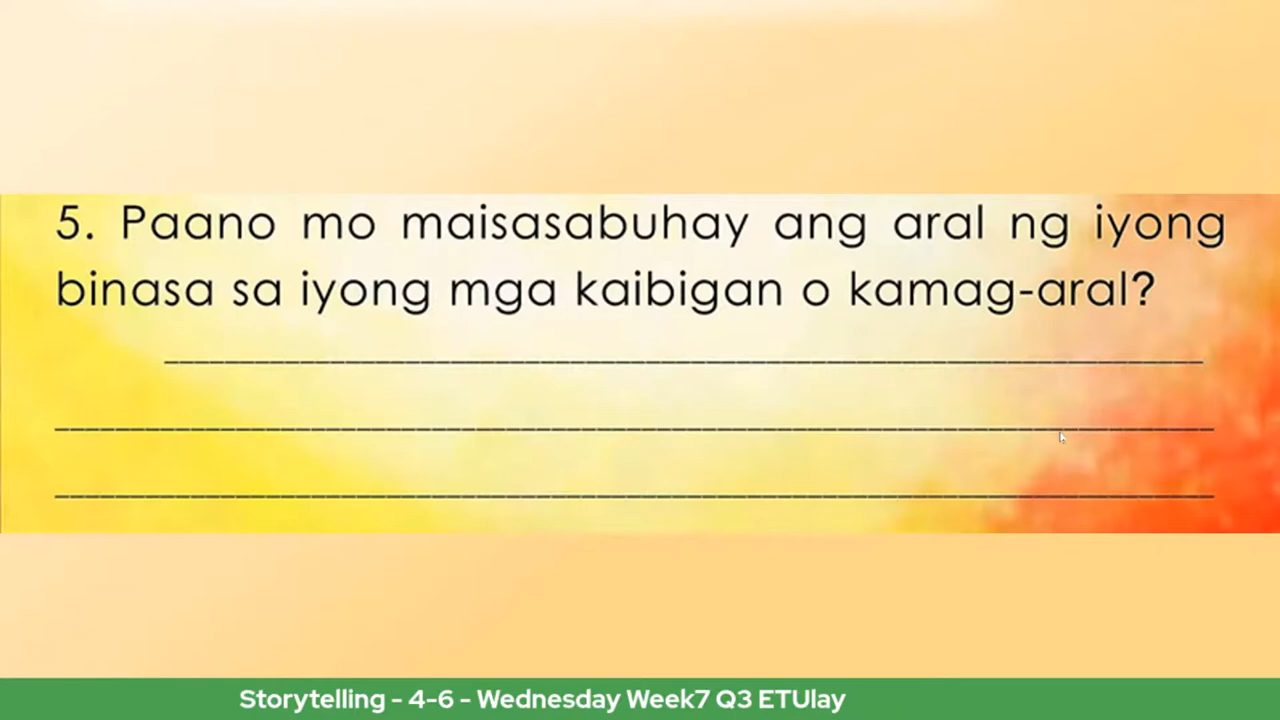 5. Paano mo maisasabuhay ang aral ng iyong
binasa sa iyong mga kaibigan o kamag-aral?
Storytelling - 4-6 - Wednesday Week7 Q3 ETUlay